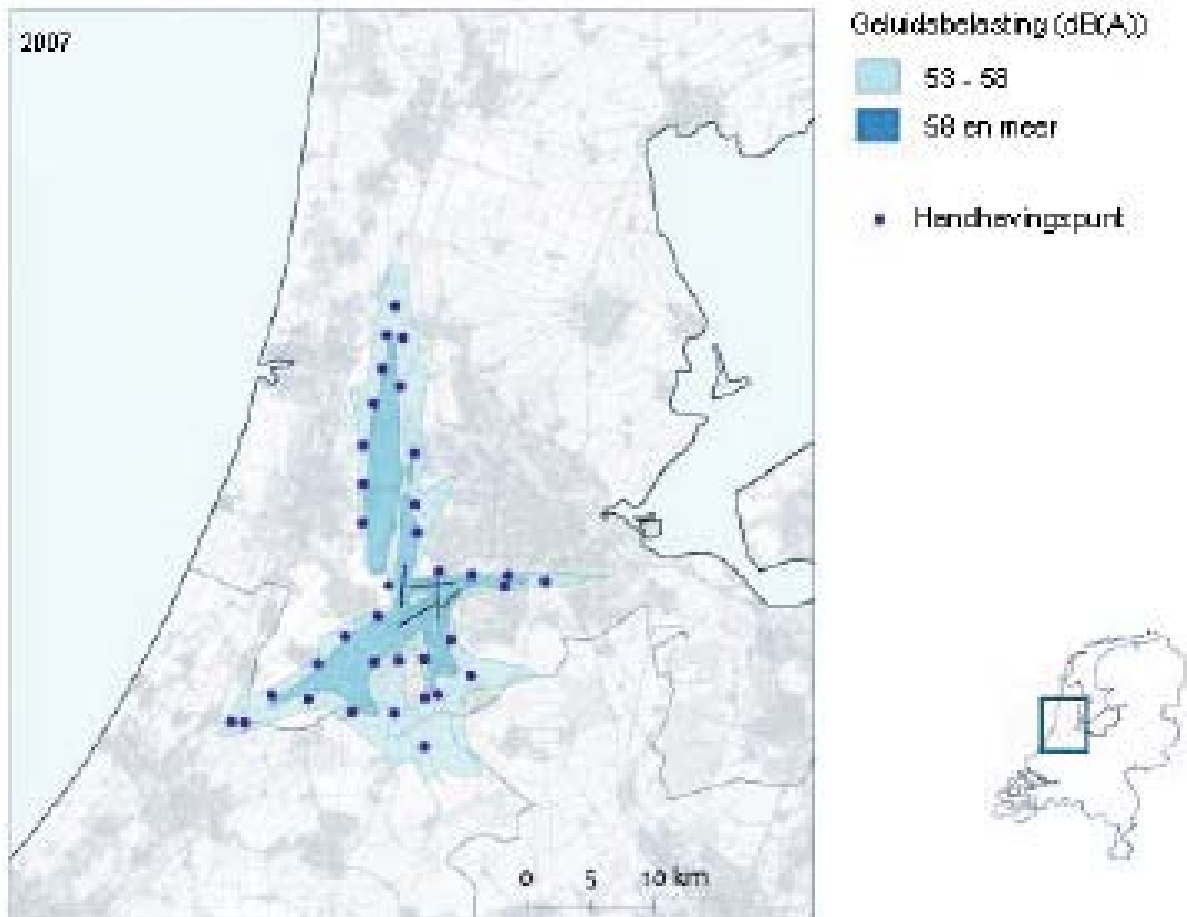 2007
Geluidsbelasting (dB(A))
53 - 58
58 en meer
Handhavingspunt
0 5 10 km